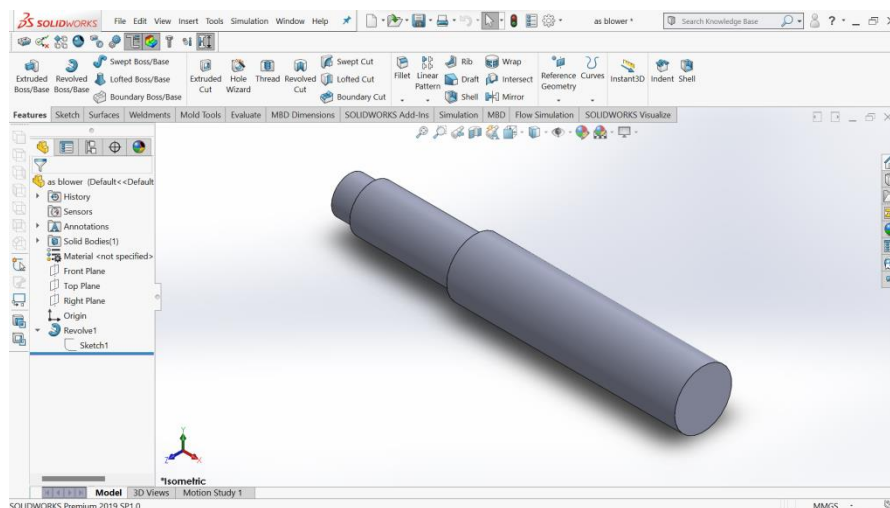 SOLIDWORKS File Edit View Insert Tools Simulation Window Help as blower * Search Knowledge Base
Extruded Boss/Base
Revolved Boss/Base
Swept Boss/Base
Lofted Boss/Base
Boundary Boss/Base
Extruded Cut
Hole Wizard
Thread
Revolved Cut
Swept Cut
Lofted Cut
Boundary Cut
Fillet
Linear Pattern
Rib
Draft
Shell
Wrap
Intersect
Mirror
Reference Geometry
Curves
Instant3D
Indent
Shell
Features Sketch Surfaces Weldments Mold Tools Evaluate MBD Dimensions SOLIDWORKS Add-Ins Simulation MBD Flow Simulation SOLIDWORKS Visualize
as blower (Default<<Default
History
Sensors
Annotations
Solid Bodies(1)
Material <not specified>
Front Plane
Top Plane
Right Plane
Origin
Revolve1
Sketch1
*Isometric
Model 3D Views Motion Study 1
SOLIDWORKS Premium 2019 SP1.0 MMGS